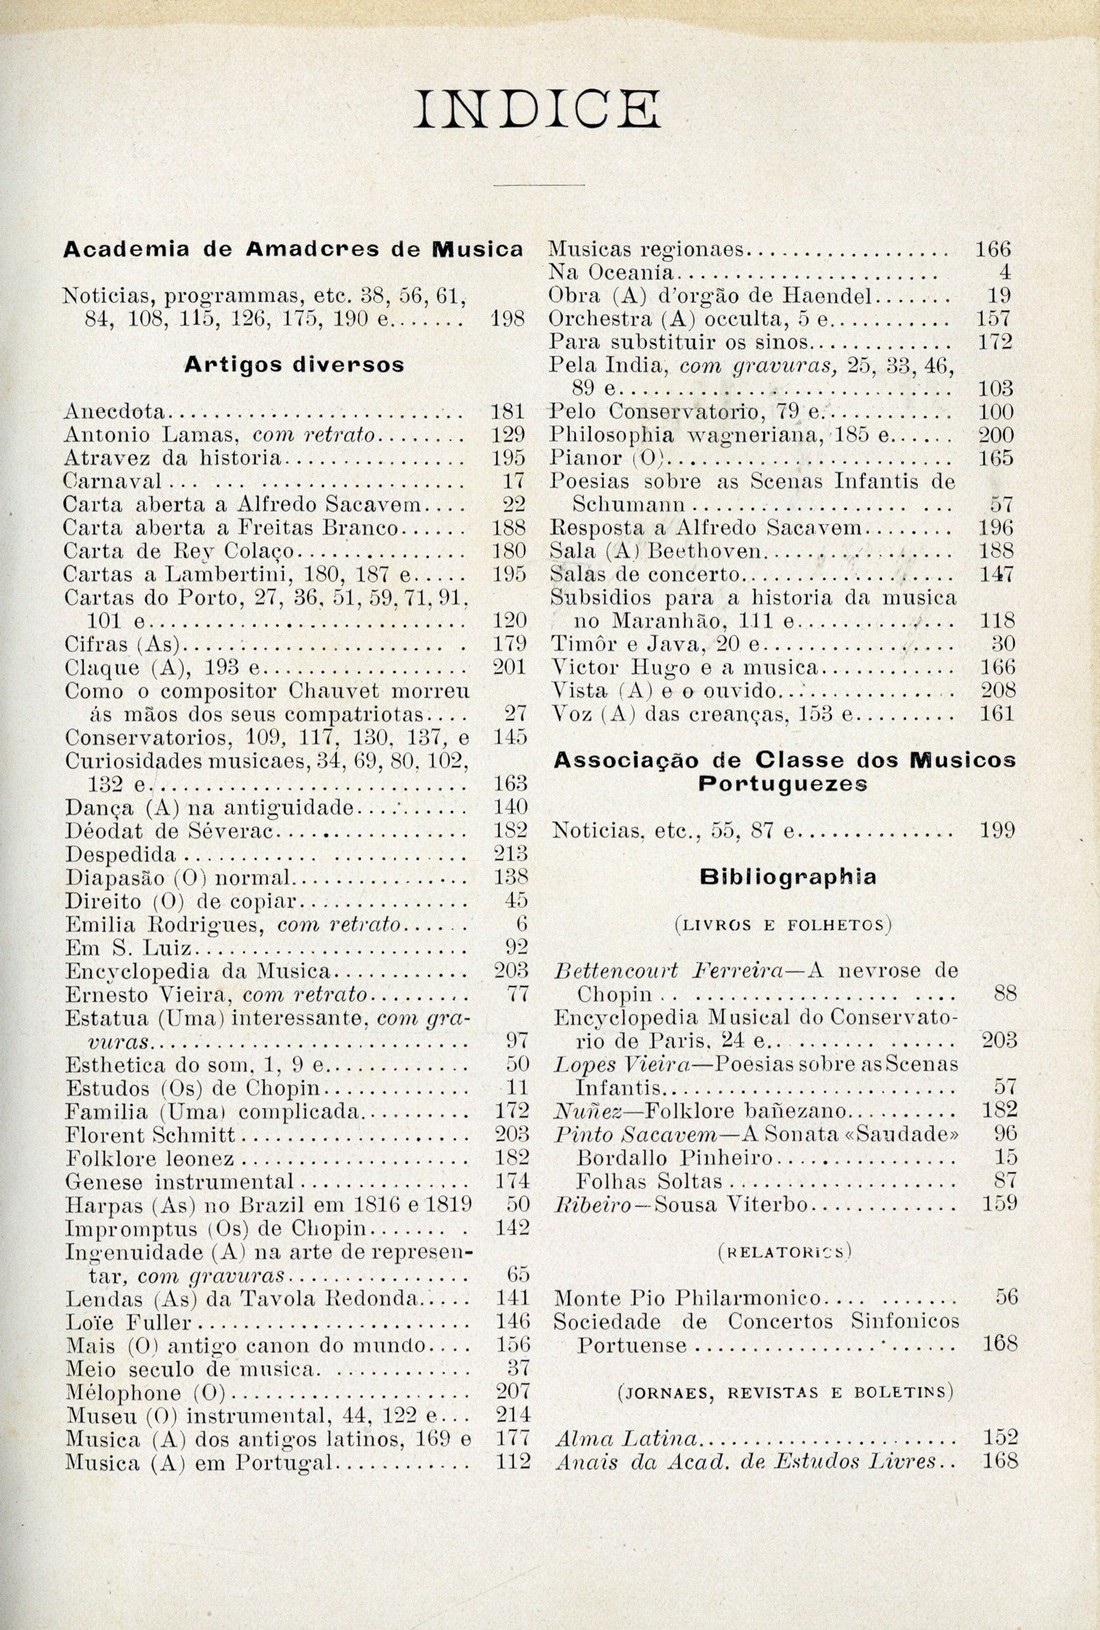 INDICE
Academia de Amadores de Musica
Noticias, programmas, etc. 38, 56, 61,
84, 108, 115, 126, 175, 190 e....... 198
Artigos diversos
Anecdota.......................... 181
Antonio Lamas, com retrato........ 129
Atravez da historia................ 195
Carnaval... ... .................. 17
Carta aberta a Alfredo Sacavem.... 22
Carta aberta a Freitas Branco...... 188
Carta de Rey Colaço............... 180
Cartas a Lambertini, 180, 187 e..... 195
Cartas do Porto, 27, 36, 51, 59, 71, 91,
101 e............................ 120
Cifras (As)........................ 179
Claque (A), 193 e.................. 201
Como o compositor Chauvet morreu
ás mãos dos seus compatriotas.... 27
Conservatorios, 109, 117, 130, 137, e 145
Curiosidades musicaes, 34, 69, 80, 102,
132 e............................ 163
Dança (A) na antiguidade.......... 140
Déodat de Séverac................. 182
Despedida ......................... 213
Diapasão (O) normal............... 138
Direito (O) de copiar.............. 45
Emilia Rodrigues, com retrato...... 6
Em S. Luiz........................ 92
Encyclopedia da Musica............ 203
Ernesto Vieira, com retrato......... 77
Estatua (Uma) interessante, com gra-
vuras............................ 97
Esthetica do som, 1, 9 e............ 50
Estudos (Os) de Chopin............ 11
Familia (Uma) complicada.......... 172
Florent Schmitt.................... 203
Folklore leonez.................... 182
Genese instrumental............... 174
Harpas (As) no Brazil em 1816 e 1819 50
Impromptus (Os) de Chopin........ 142
Ingenuidade (A) na arte de represen-
tar, com gravuras................ 65
Lendas (As) da Tavola Redonda..... 141
Loïe Fuller........................ 146
Mais (O) antigo canon do mundo.... 156
Meio seculo de musica. ............ 37
Mélophone (O)..................... 207
Museu (O) instrumental, 44, 122 e... 214
Musica (A) dos antigos latinos, 169 e 177
Musica (A) em Portugal............ 112
Musicas regionaes.................. 166
Na Oceania........................ 4
Obra (A) d'orgão de Haendel....... 19
Orchestra (A) occulta, 5 e........... 157
Para substituir os sinos............. 172
Pela India, com gravuras, 25, 33, 46,
89 e.............................. 103
Pelo Conservatorio, 79 e............ 100
Philosophia wagneriana, 185 e...... 200
Pianor (O)......................... 165
Poesias sobre as Scenas Infantis de
Schumann...................... ... 57
Resposta a Alfredo Sacavem........ 196
Sala (A) Beethoven................. 188
Salas de concerto................... 147
Subsidios para a historia da musica
no Maranhão, 111 e.............. 118
Timôr e Java, 20 e................. 30
Victor Hugo e a musica............. 166
Vista (A) e o ouvido................ 208
Voz (A) das creanças, 153 e......... 161
Associação de Classe dos Musicos
Portuguezes
Noticias, etc., 55, 87 e.............. 199
Bibliographia
(LIVROS E FOLHETOS)
Bettencourt Ferreira—A nevrose de
Chopin .. .................. .... 88
Encyclopedia Musical do Conservato-
rio de Paris, 24 e.. ....... ...... 203
Lopes Vieira—Poesias sobre as Scenas
Infantis.......................... 57
Nuñez—Folklore bañezano.......... 182
Pinto Sacavem—A Sonata «Saudade» 96
Bordallo Pinheiro................ 15
Folhas Soltas.................... 87
Ribeiro—Sousa Viterbo............. 159
(RELATORIOS)
Monte Pio Philarmonico.... ........ 56
Sociedade de Concertos Sinfonicos
Portuense....................... 168
(JORNAES, REVISTAS E BOLETINS)
Alma Latina....................... 152
Anais da Acad. de Estudos Livres.. 168